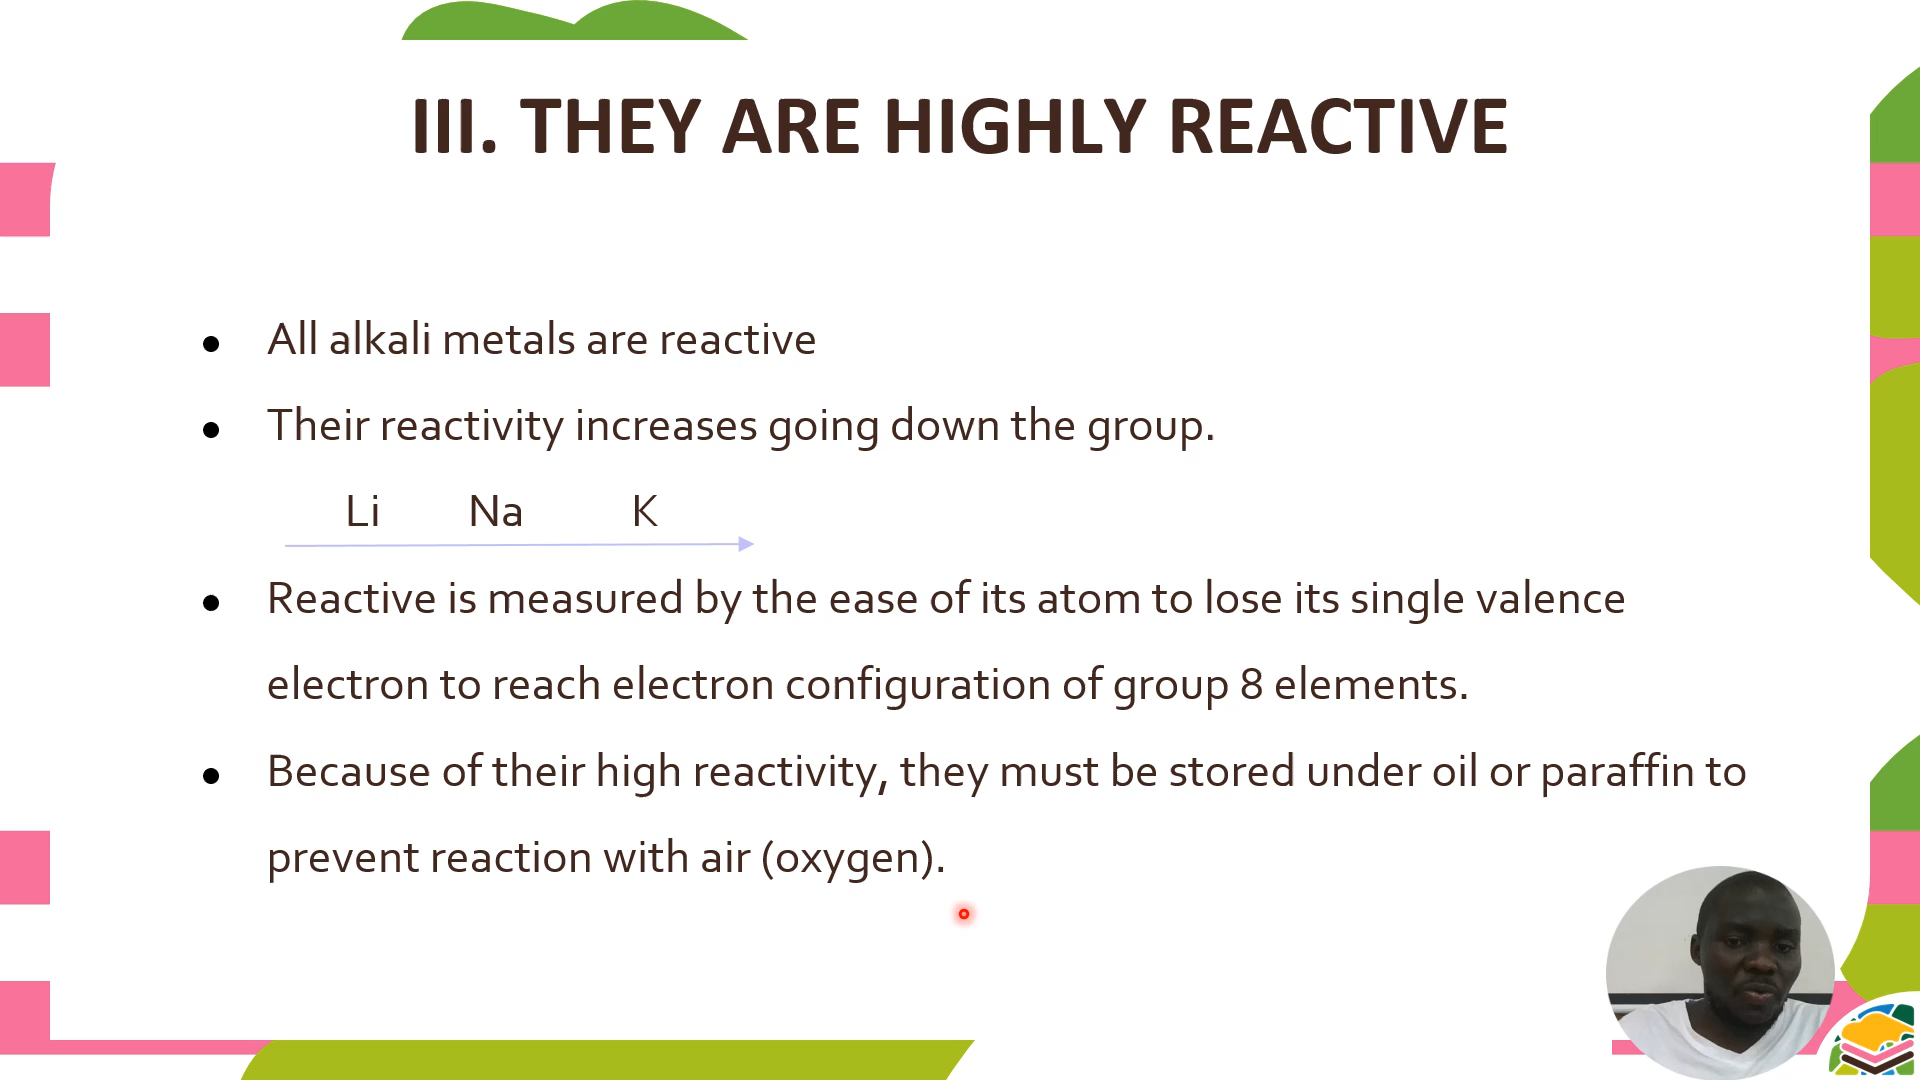 III. THEY ARE HIGHLY REACTIVE
● All alkali metals are reactive
● Their reactivity increases going down the group.
Li Na K
● Reactive is measured by the ease of its atom to lose its single valence
electron to reach electron configuration of group 8 elements.
● Because of their high reactivity, they must be stored under oil or paraffin to
prevent reaction with air (oxygen).